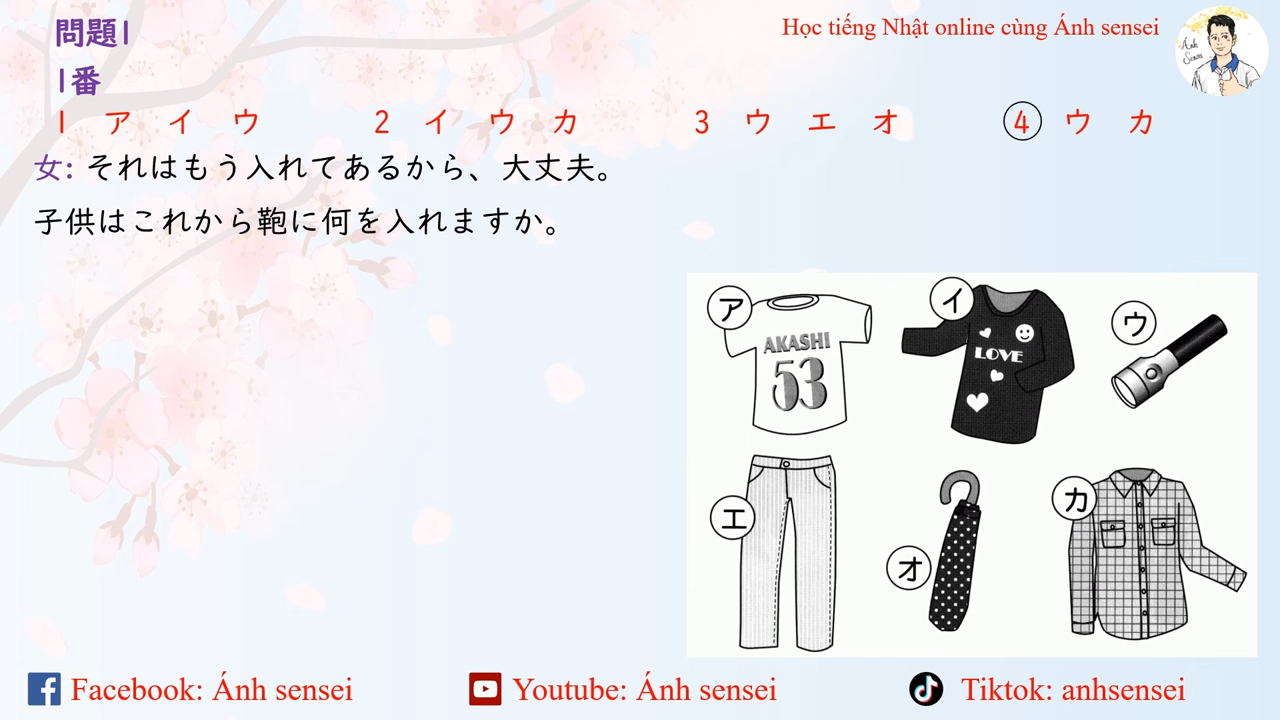 問題1
Học tiếng Nhật online cùng Ánh sensei
Ánh Sensei
1番
1 ア イ ウ 2 イ ウ カ 3 ウ エ オ ④ ウ カ
女: それはもう入れてあるから、大丈夫。
子供はこれから鞄に何を入れますか。
ア
イ
ウ
AKASHI
53
LOVE
エ
オ
カ
Facebook: Ánh sensei
Youtube: Ánh sensei
Tiktok: anhsensei